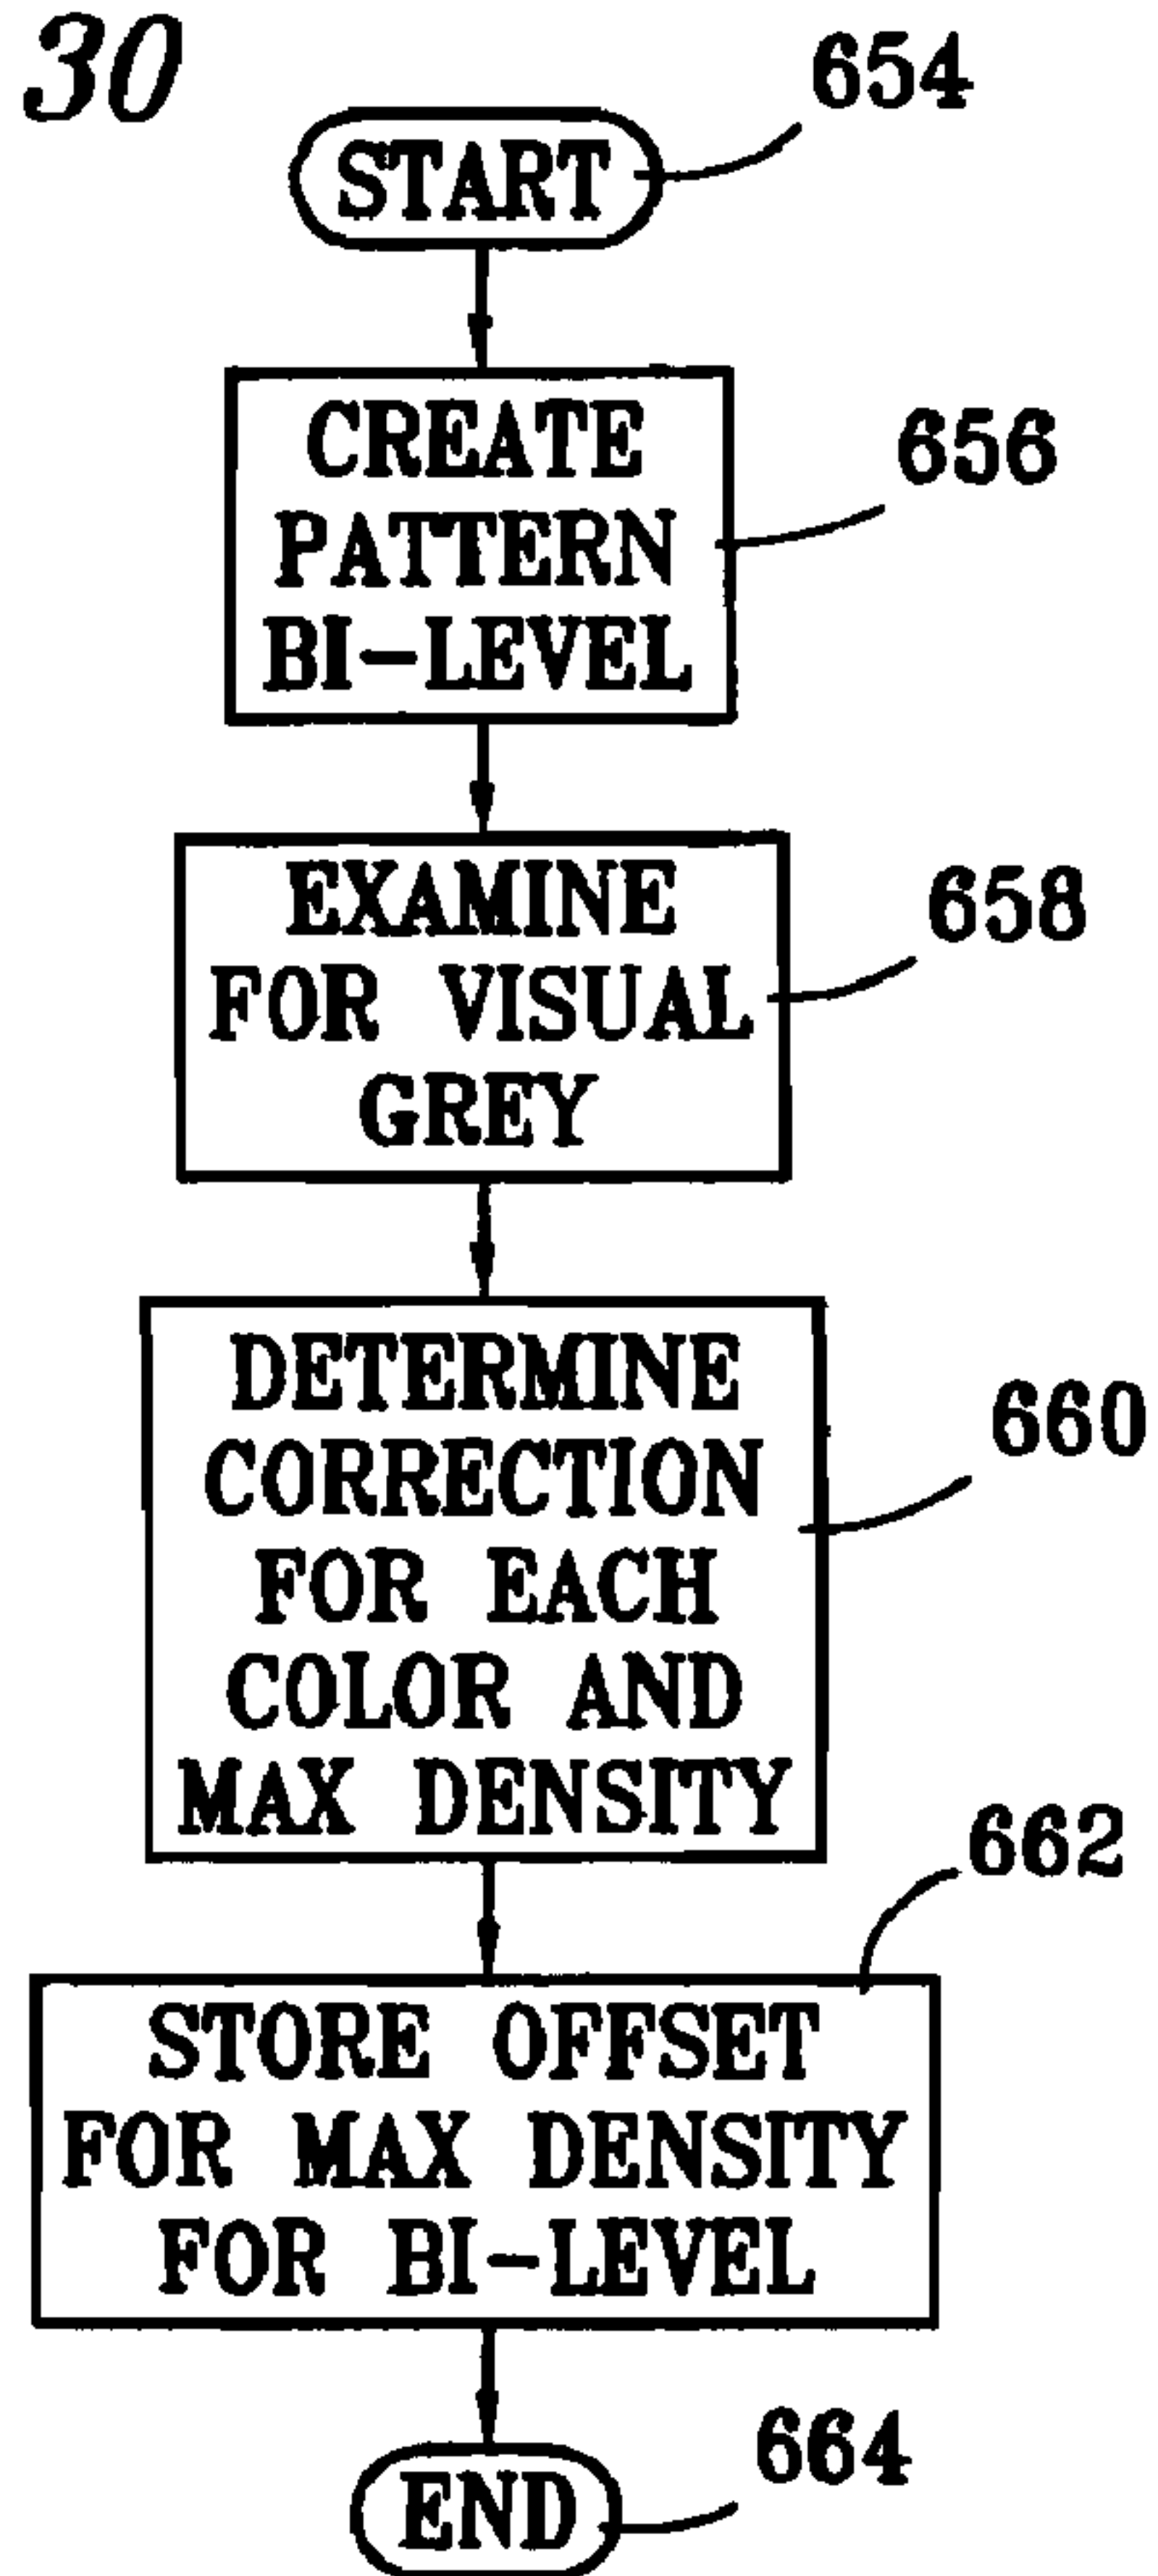 30
654
START
CREATE
PATTERN
BI-LEVEL
656
EXAMINE
FOR VISUAL
GREY
658
DETERMINE
CORRECTION
FOR EACH
COLOR AND
MAX DENSITY
660
662
STORE OFFSET
FOR MAX DENSITY
FOR BI-LEVEL
664
END